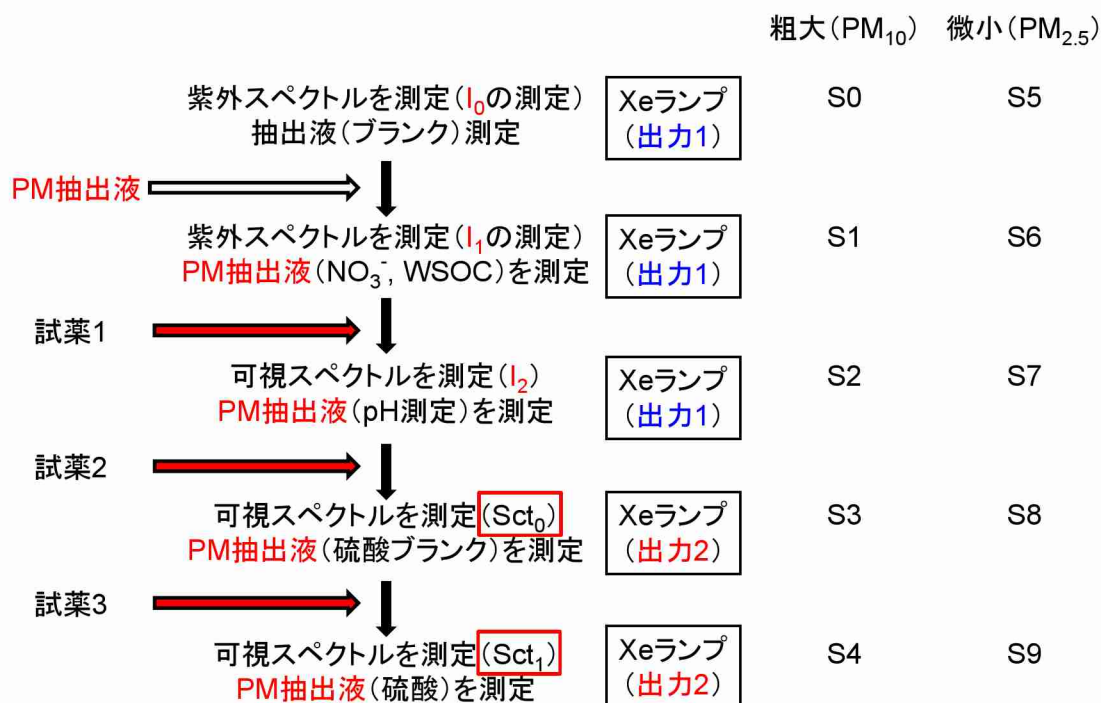 粗大(PM10) 微小(PM2.5)
紫外スペクトルを測定(I0の測定) Xeランプ S0 S5
抽出液(ブランク)測定 (出力1)
PM抽出液
紫外スペクトルを測定(I1の測定) Xeランプ S1 S6
PM抽出液(NO3-, WSOC)を測定 (出力1)
試薬1
可視スペクトルを測定(I2) Xeランプ S2 S7
PM抽出液(pH測定)を測定 (出力1)
試薬2
可視スペクトルを測定(Sct0) Xeランプ S3 S8
PM抽出液(硫酸ブランク)を測定 (出力2)
試薬3
可視スペクトルを測定(Sct1) Xeランプ S4 S9
PM抽出液(硫酸)を測定 (出力2)